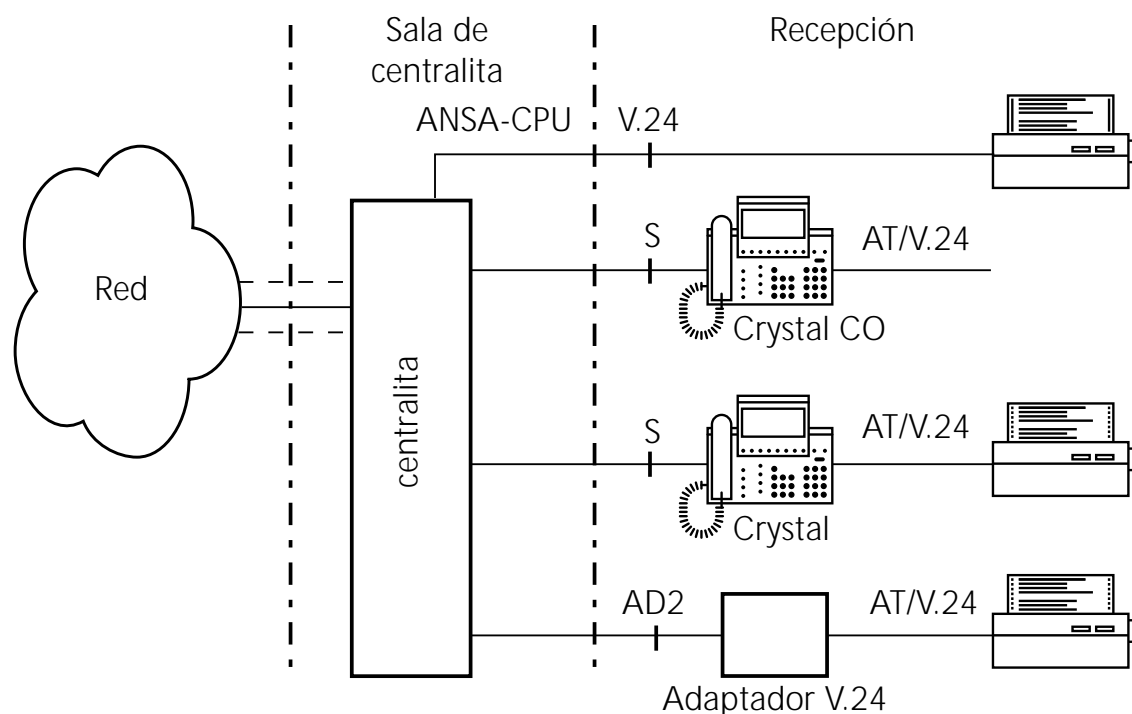 Sala de
centralita
Recepción
ANSA-CPU
V.24
S
AT/V.24
Red
Crystal CO
centralita
S
AT/V.24
Crystal
AD2
AT/V.24
Adaptador V.24